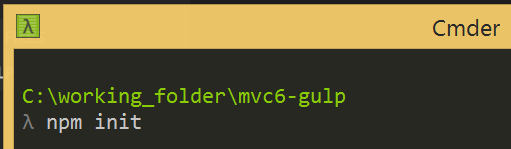 λ Cmder
C:\working_folder\mvc6-gulp
λ npm init